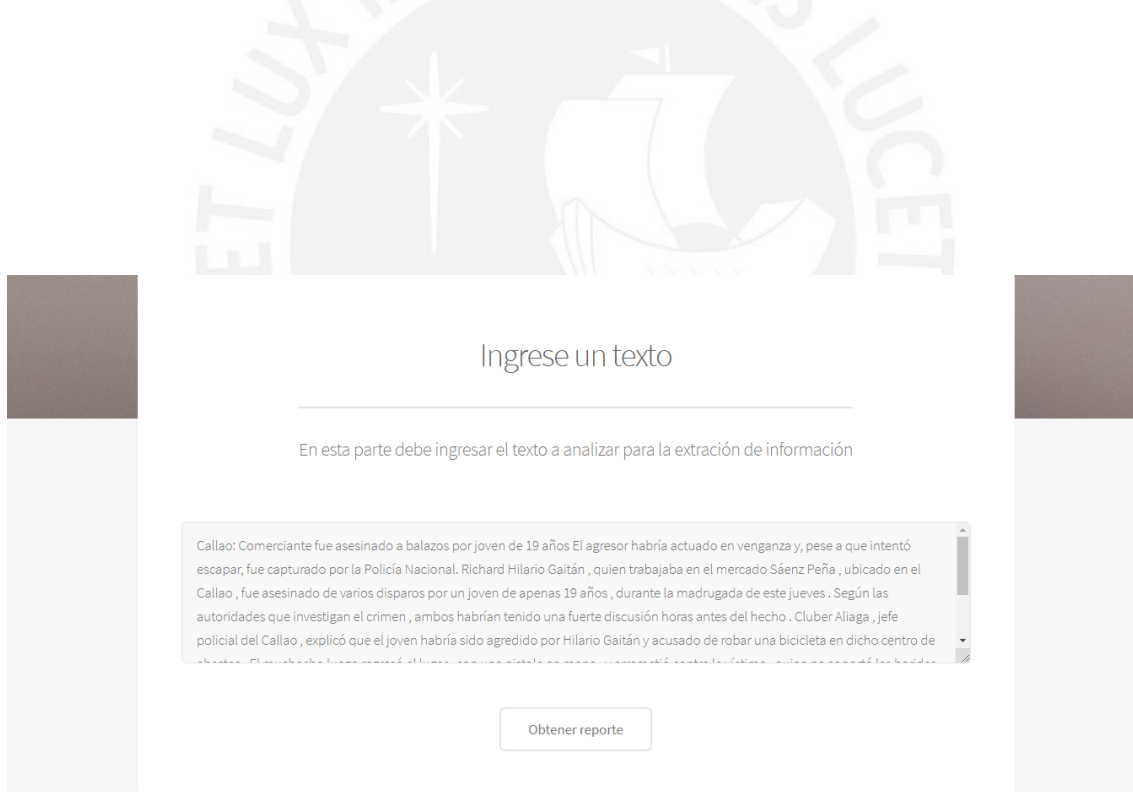 ET LUX IN S LUCET
Ingrese un texto
En esta parte debe ingresar el texto a analizar para la extración de información
Callao: Comerciante fue asesinado a balazos por joven de 19 años El agresor habría actuado en venganza y, pese a que intentó
escapar, fue capturado por la Policía Nacional. Richard Hilario Gaitán , quien trabajaba en el mercado Sáenz Peña , ubicado en el
Callao , fue asesinado de varios disparos por un joven de apenas 19 años , durante la madrugada de este jueves . Según las
autoridades que investigan el crimen , ambos habrían tenido una fuerte discusión horas antes del hecho . Cluber Aliaga , jefe
policial del Callao , explicó que el joven habría sido agredido por Hilario Gaitán y acusado de robar una bicicleta en dicho centro de
Obtener reporte